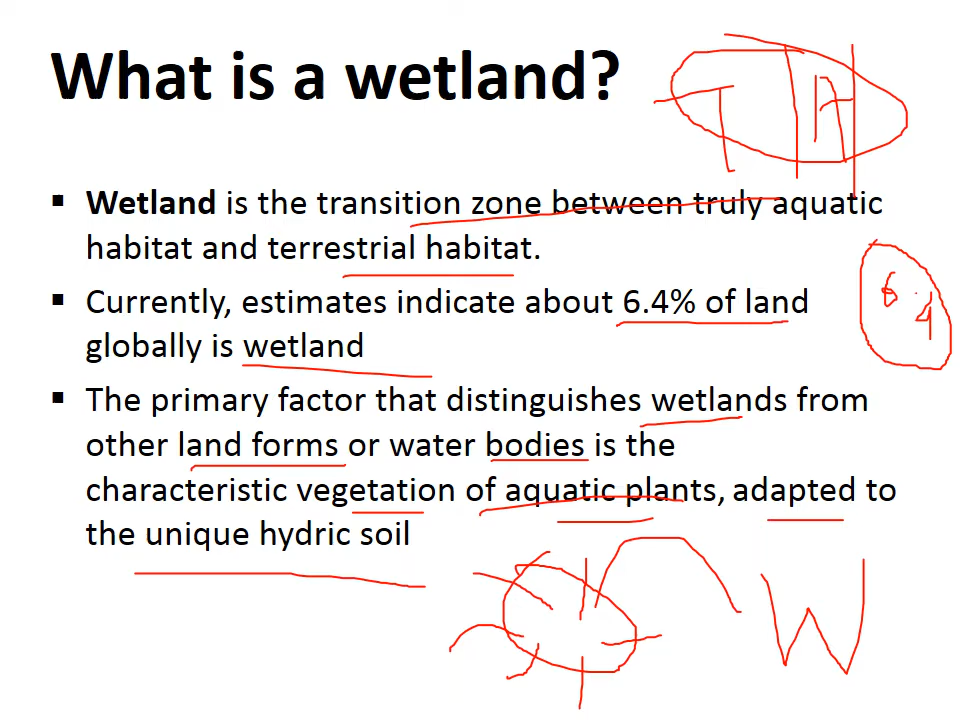 What is a wetland?
T A
▪ Wetland is the transition zone between truly aquatic
habitat and terrestrial habitat.
▪ Currently, estimates indicate about 6.4% of land
globally is wetland
6.4
▪ The primary factor that distinguishes wetlands from
other land forms or water bodies is the
characteristic vegetation of aquatic plants, adapted to
the unique hydric soil
W